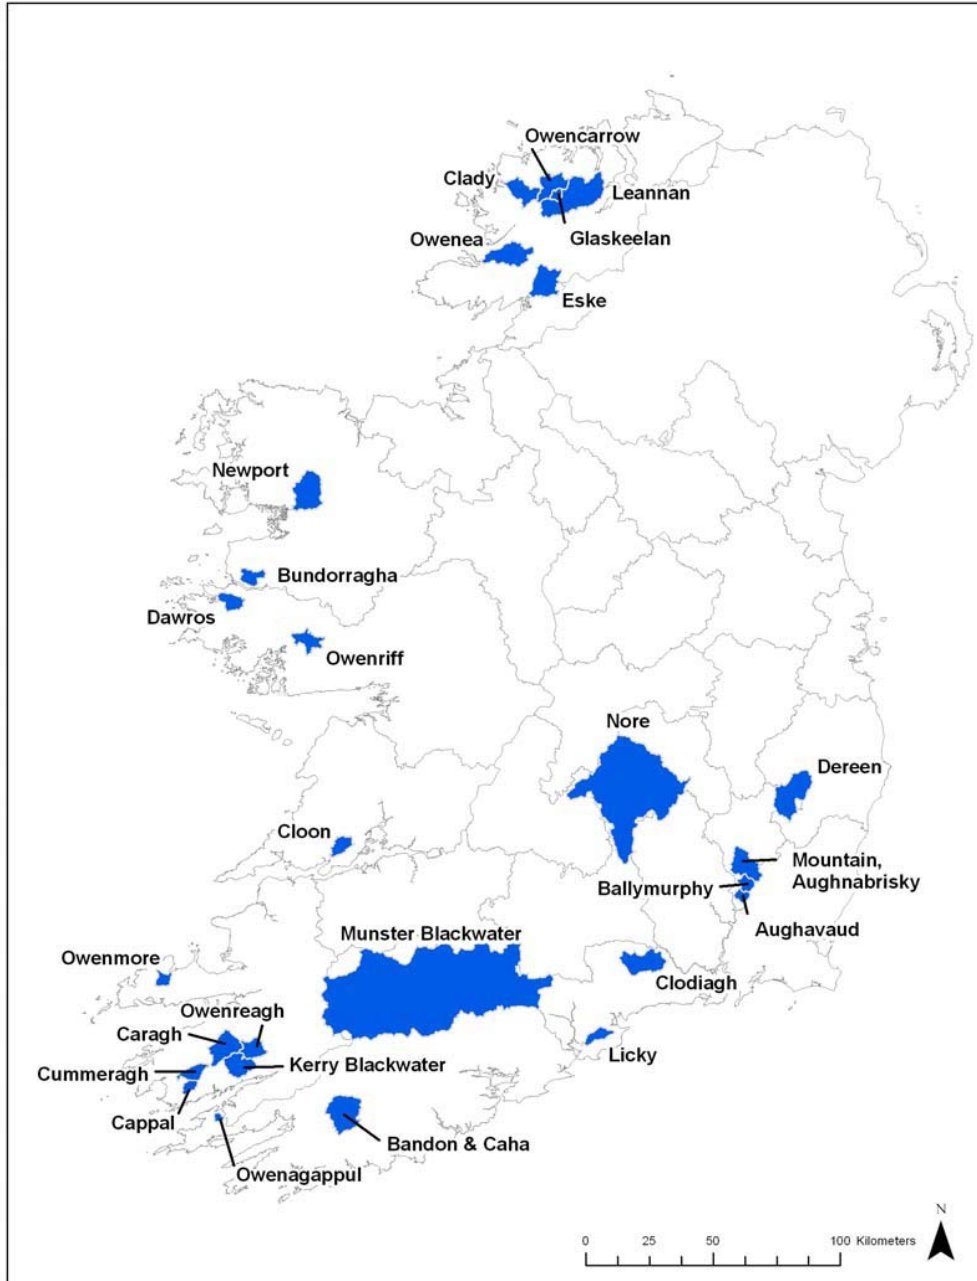 Owencarrow
Clady
Leannan
Glaskeelan
Owenea
Eske
Newport
Bundorragha
Dawros
Owenriff
Nore
Dereen
Cloon
Mountain,
Aughnabrisky
Ballymurphy
Aughavaud
Munster Blackwater
Owenmore
Clodiagh
Owenreagh
Caragh
Licky
Cummeragh
Kerry Blackwater
Cappal
Bandon & Caha
Owenagappul
N
0 25 50 100 Kilometers